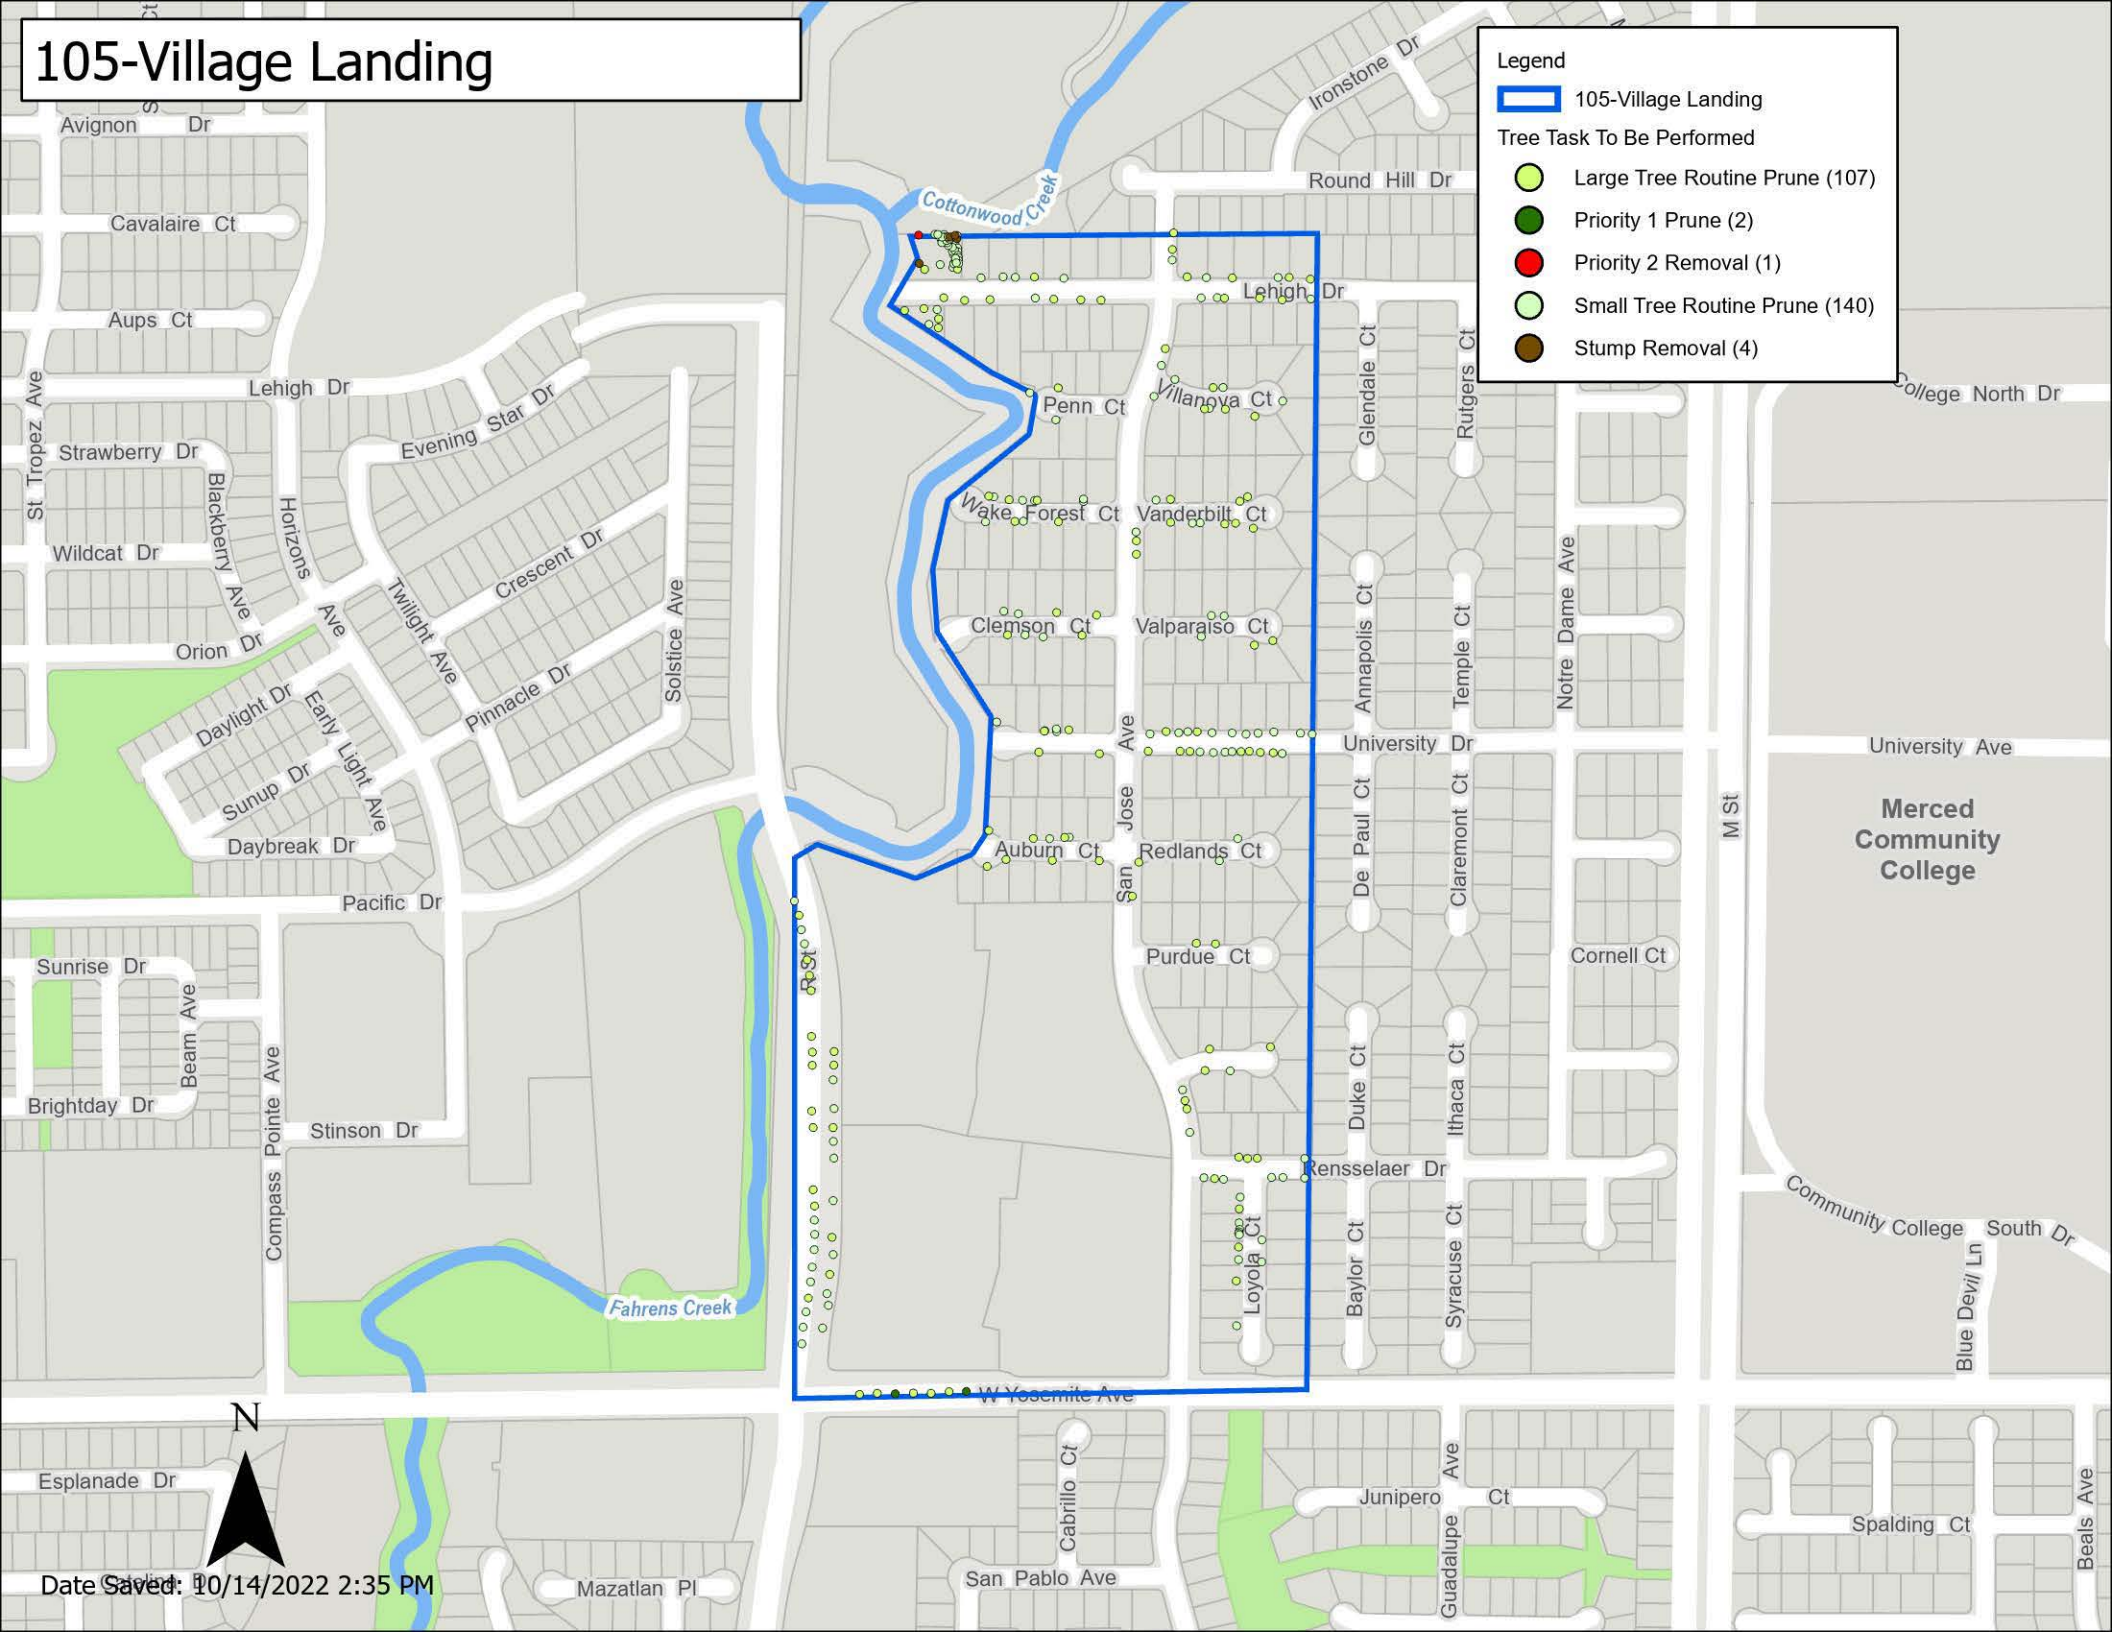 105-Village Landing
Legend
105-Village Landing
Tree Task To Be Performed
Large Tree Routine Prune (107)
Priority 1 Prune (2)
Priority 2 Removal (1)
Small Tree Routine Prune (140)
Stump Removal (4)
Avignon Dr
Cavalaire Ct
Aups Ct
Lehigh Dr
St Tropez Ave
Strawberry Dr
Blackberry Ave
Horizons Ave
Wildcat Dr
Orion Dr
Evening Star Dr
Crescent Dr
Twilight Ave
Pinnacle Dr
Solstice Ave
Daylight Dr
Early Light Ave
Sunup Dr
Daybreak Dr
Pacific Dr
Sunrise Dr
Beam Ave
Brightday Dr
Compass Pointe Ave
Stinson Dr
Fahrens Creek
Cottonwood Creek
Ironstone Dr
Round Hill Dr
Lehigh Dr
Penn Ct
Villanova Ct
Glendale Ct
Rutgers Ct
Wake Forest Ct
Vanderbilt Ct
Clemson Ct
Valparaiso Ct
Annapolis Ct
Temple Ct
Notre Dame Ave
San Jose Ave
University Dr
Auburn Ct
Redlands Ct
De Paul Ct
Claremont Ct
Purdue Ct
Cornell Ct
R St
Duke Ct
Ithaca Ct
Rensselaer Dr
Loyola Ct
Baylor Ct
Syracuse Ct
W Yosemite Ave
M St
College North Dr
University Ave
Merced
Community
College
Community College South Dr
Blue Devil Ln
N
Esplanade Dr
Date Saved: 10/14/2022 2:35 PM
Mazatlan Pl
Cabrillo Ct
San Pablo Ave
Junipero Ct
Guadalupe Ave
Spalding Ct
Beals Ave